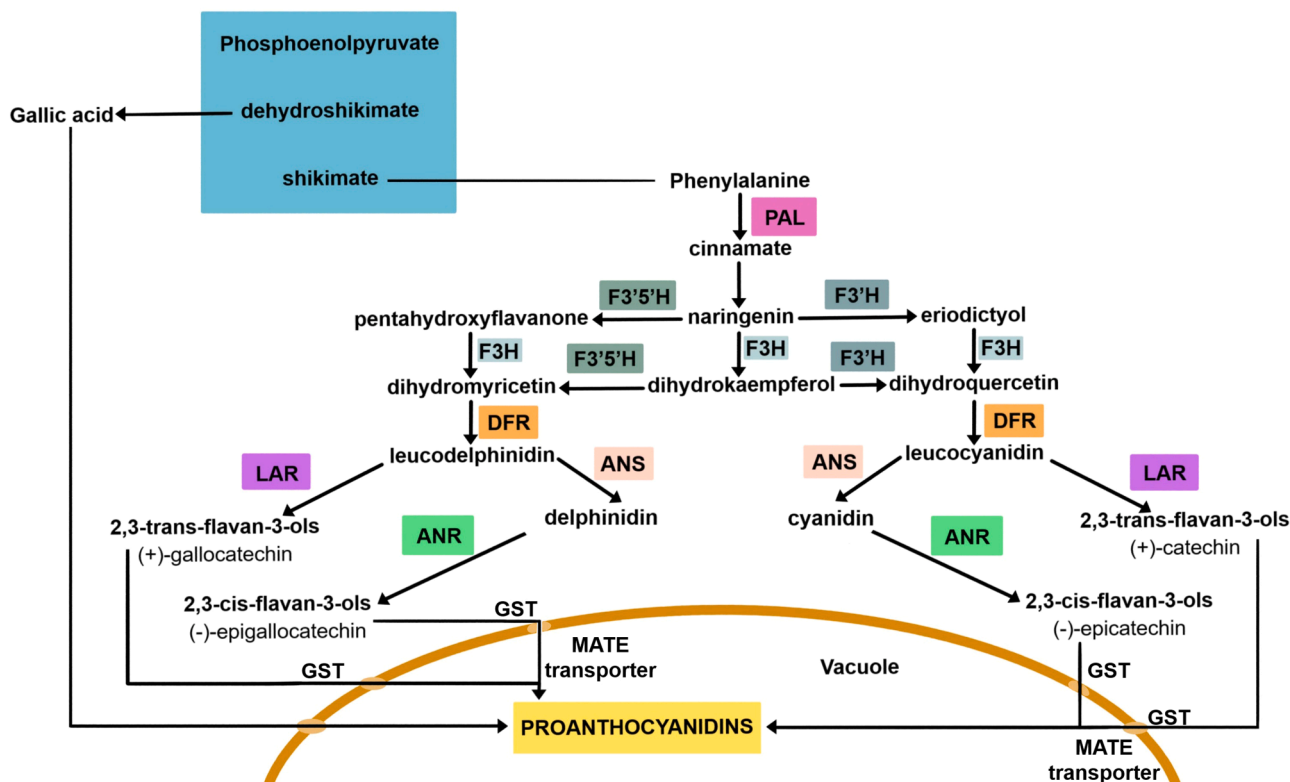 Phosphoenolpyruvate
Gallic acid
dehydroshikimate
shikimate
Phenylalanine
PAL
cinnamate
F3'5'H
F3'H
pentahydroxyflavanone
naringenin
eriodictyol
F3H
F3'5'H
F3H
F3'H
F3H
dihydromyricetin
dihydrokaempferol
dihydroquercetin
DFR
DFR
leucodelphinidin
leucocyanidin
LAR
ANS
ANS
LAR
2,3-trans-flavan-3-ols
(+)-gallocatechin
delphinidin
cyanidin
2,3-trans-flavan-3-ols
(+)-catechin
ANR
ANR
2,3-cis-flavan-3-ols
(-)-epigallocatechin
GST
2,3-cis-flavan-3-ols
(-)-epicatechin
MATE
transporter
Vacuole
GST
GST
PROANTHOCYANIDINS
GST
MATE
transporter